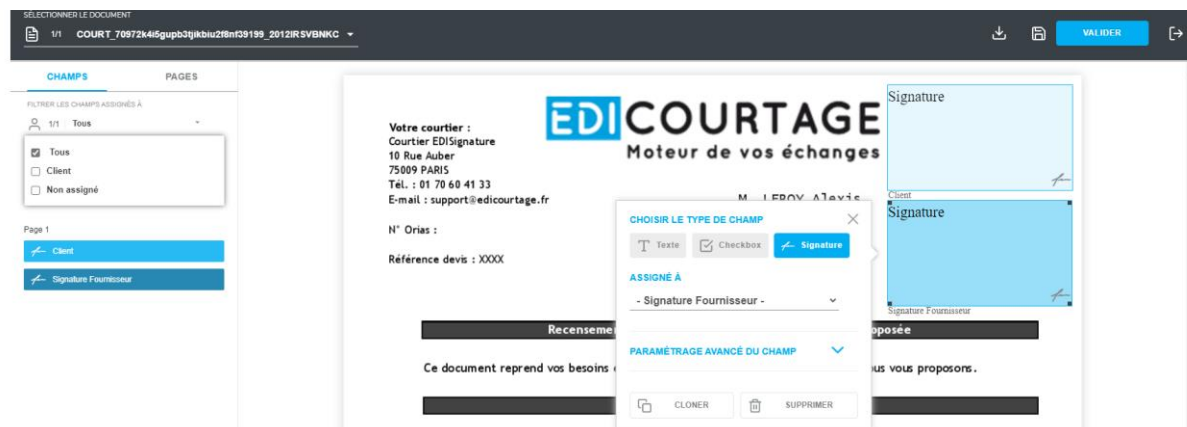 SÉLECTIONNER LE DOCUMENT
1/1 COURT_70972k4i5gupb3tjikbiu2f8nf39199_2012IRSVBNKC
VALIDER
CHAMPS PAGES
FILTRER LES CHAMPS ASSIGNÉS À
1/1 Tous
Tous
Client
Non assigné
Page 1
Client
Signature Fournisseur
Votre courtier :
Courtier EDISignature
10 Rue Auber
75009 PARIS
Tél. : 01 70 60 41 33
E-mail : support@edicourtage.fr
N° Orias :
Référence devis : XXXX
EDICOURTAGE
Moteur de vos échanges
M. LEROY Alexis
Signature
Client
Signature
Signature Fournisseur
CHOISIR LE TYPE DE CHAMP
Texte Checkbox Signature
ASSIGNÉ À
- Signature Fournisseur -
PARAMÉTRAGE AVANCÉ DU CHAMP
CLONER SUPPRIMER
Ce document reprend vos besoins
vous proposons.